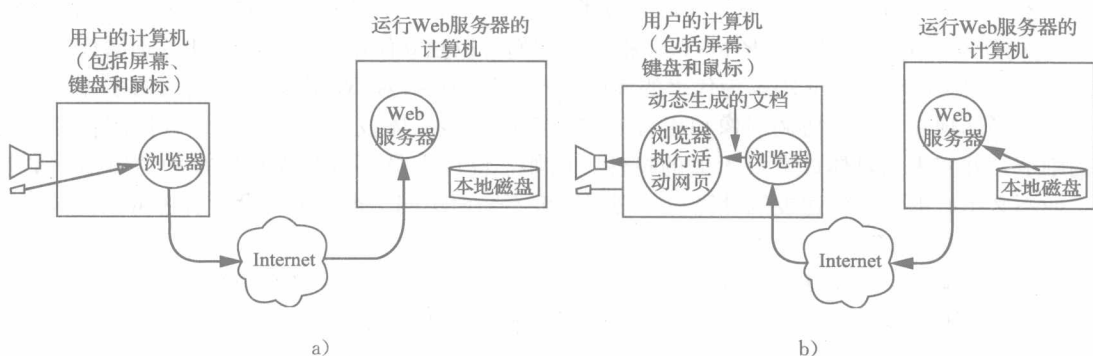 用户的计算机
（包括屏幕、
键盘和鼠标）
运行Web服务器的
计算机
Web
服务器
浏览器
本地磁盘
Internet
a）
用户的计算机
（包括屏幕、
键盘和鼠标）
运行Web服务器的
计算机
动态生成的文档
浏览器
执行活
动网页
浏览器
Web
服务器
本地磁盘
Internet
b）